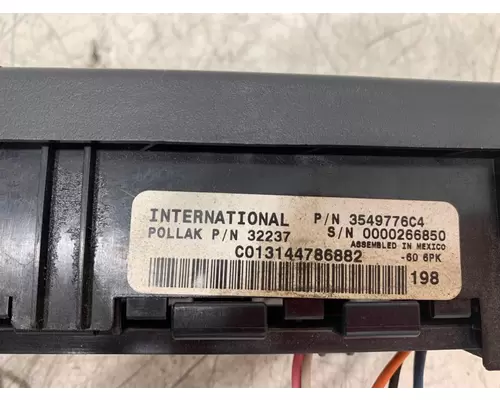 INTERNATIONAL P/N 3549776C4
POLLAK P/N 32237 S/N 0000266850
ASSEMBLED IN MEXICO
C013144786882 -60 6PK
198